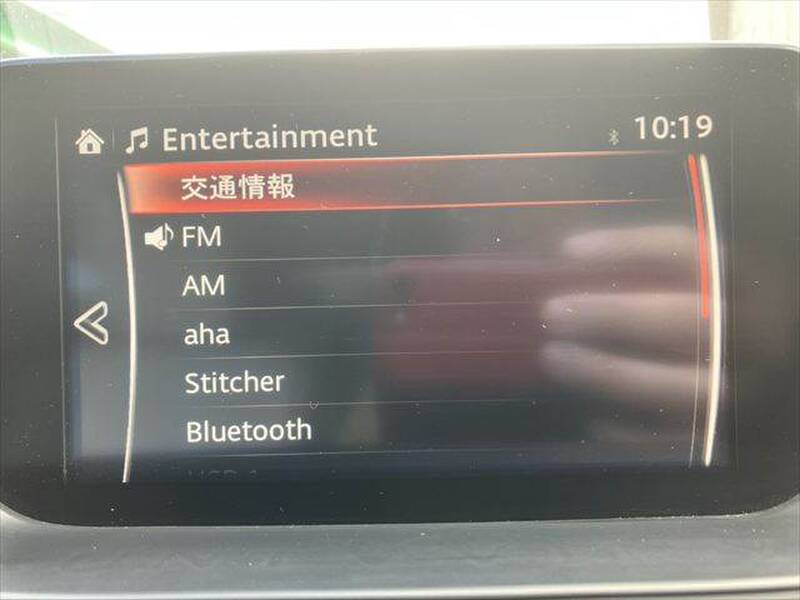 Entertainment
10:19
交通情報
FM
AM
aha
Stitcher
Bluetooth